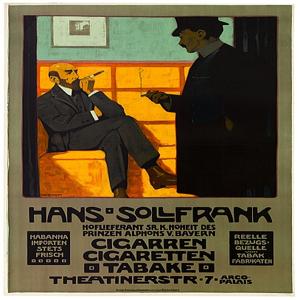 HANS SOLLFRANK
HOFLIEFERANT SR. K. HOHEIT DES
PRINZEN ALPHONS V. BAYERN
HABANNA
IMPORTEN
STETS
FRISCH
CIGARREN
CIGARETTEN
TABAKE
REELLE
BEZUGS-
QUELLE
TABAK
FABRIKATEN
THEATINERSTR·7·ARCO-
PALAIS